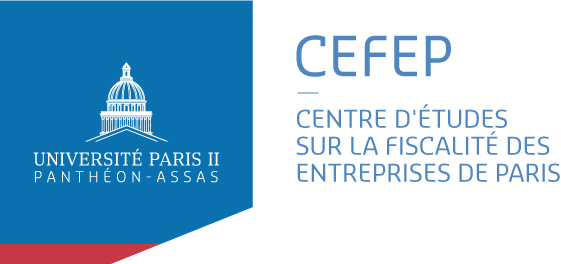 UNIVERSITÉ PARIS II
PANTHÉON-ASSAS
CEFEP
CENTRE D'ÉTUDES
SUR LA FISCALITÉ DES
ENTREPRISES DE PARIS